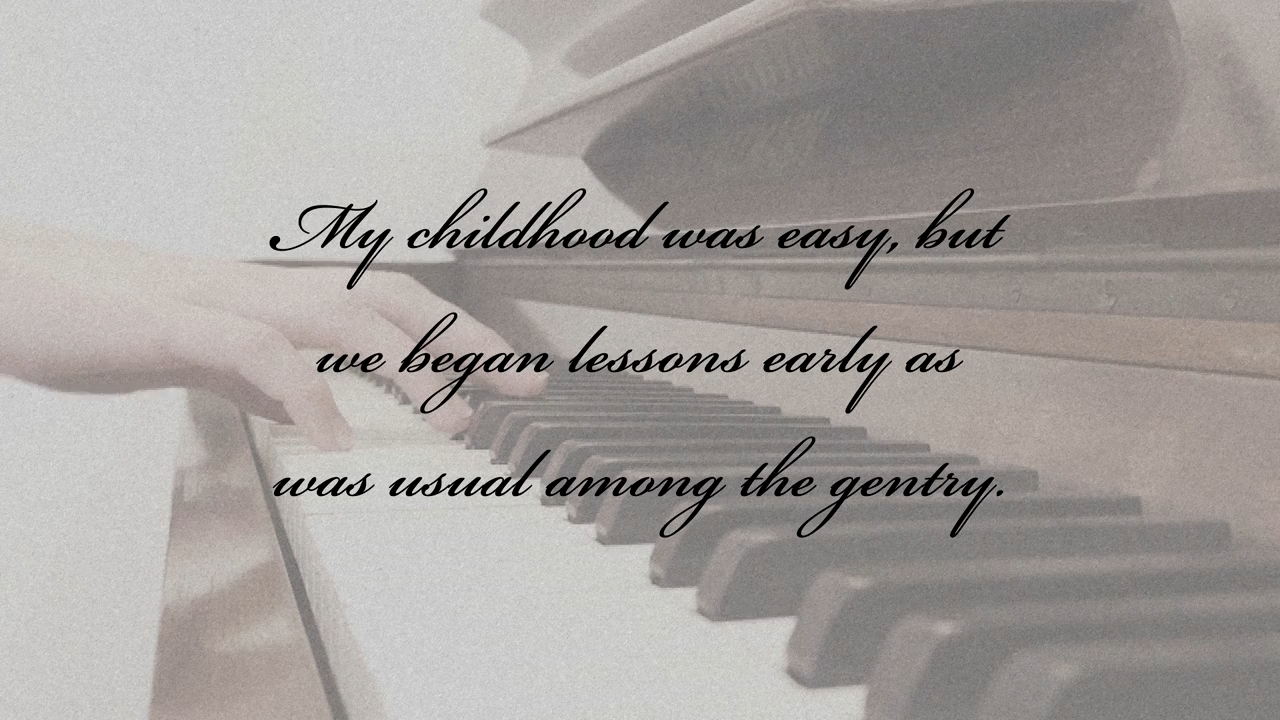 My childhood was easy, but
we began lessons early as
was usual among the gentry.